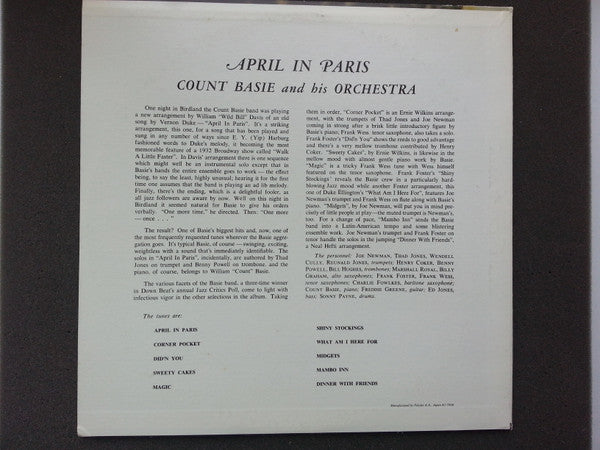 APRIL IN PARIS
COUNT BASIE and his ORCHESTRA
One night in Birdland the Count Basie band was playing
a new arrangement by William "Wild Bill" Davis of an old
song by Vernon Duke — "April In Paris". It's a striking
arrangement, this one, for a song that has been played and
sung in any number of ways since E. Y. (Yip) Harburg
fashioned words to Duke's melody, it becoming the most
memorable feature of a 1932 Broadway show called "Walk
A Little Faster". In Davis' arrangement there is one sequence
which might well be an instrumental solo except that in
Basie's hands the entire ensemble goes to work — the effect
being, to say the least, highly unusual; hearing it for the first
time one assumes that the band is playing an ad lib melody.
Finally, there's the ending, which is a delightful fooler, as
all jazz followers are aware by now. Well on this night in
Birdland it seemed natural for Basie to give his orders
verbally. "One more time," he directed. Then: "One more
— once . . . ."
The result? One of Basie's biggest hits and, now, one of
the most frequently requested tunes wherever the Basie aggre-
gation goes. It's typical Basie, of course — swinging, exciting,
weightless with a sound that's immediately identifiable. The
solos in "April In Paris", incidentally, are authored by Thad
Jones on trumpet and Benny Powell on trombone, and the
piano, of course, belongs to William "Count" Basie.
The various facets of the Basie band, a three-time winner
in Down Beat's annual Jazz Critics Poll, come to light with
infectious vigor in the other selections in the album. Taking
them in order, "Corner Pocket" is an Ernie Wilkins arrange-
ment, with the trumpets of Thad Jones and Joe Newman
coming in strong after a brisk little introductory figure by
Basie's piano; Frank Wess, tenor saxophone, also takes a solo.
Frank Foster's "Didn You" shows the reeds to good advantage
and there's a very mellow trombone contributed by Henry
Coker. "Sweety Cakes", by Ernie Wilkins, is likewise in the
mellow mood with almost gentle piano work by Basie.
"Magic" is a tricky Frank Wess tune with Wess himself
featured on the tenor saxophone. Frank Foster's "Shiny
Stockings" reveals the Basie crew in a particularly hard-
blowing Jazz mood while another Foster arrangement, this
one of Duke Ellington's "What Am I Here For", features Joe
Newman's trumpet and Frank Wess on flute along with Basie's
piano. "Midgets", by Joe Newman, will put you in mind pre-
cisely of little people at play—the muted trumpet is Newman's,
too. For a change of pace, "Mambo Inn" sends the Basie
band into a Latin-American tempo and some blistering
ensemble work. Joe Newman's trumpet and Frank Foster on
tenor handle the solos in the jumping "Dinner With Friends",
a Neal Hefti arrangement.
The personnel: JOE NEWMAN, THAD JONES, WENDELL
CULLY, REUNALD JONES, trumpets; HENRY COKER, BENNY
POWELL, BILL HUGHES, trombones; MARSHALL ROYAL, BILLY
GRAHAM, alto saxophones; FRANK FOSTER, FRANK WESS,
tenor saxophones; CHARLIE FOWLKES, baritone saxophone;
COUNT BASIE, piano; FREDDIE GREENE, guitar; ED JONES,
bass; SONNY PAYNE, drums.
The tunes are:
APRIL IN PARIS
CORNER POCKET
DID'N YOU
SWEETY CAKES
MAGIC
SHINY STOCKINGS
WHAT AM I HERE FOR
MIDGETS
MAMBO INN
DINNER WITH FRIENDS
Manufactured by Polydor K.K., Japan